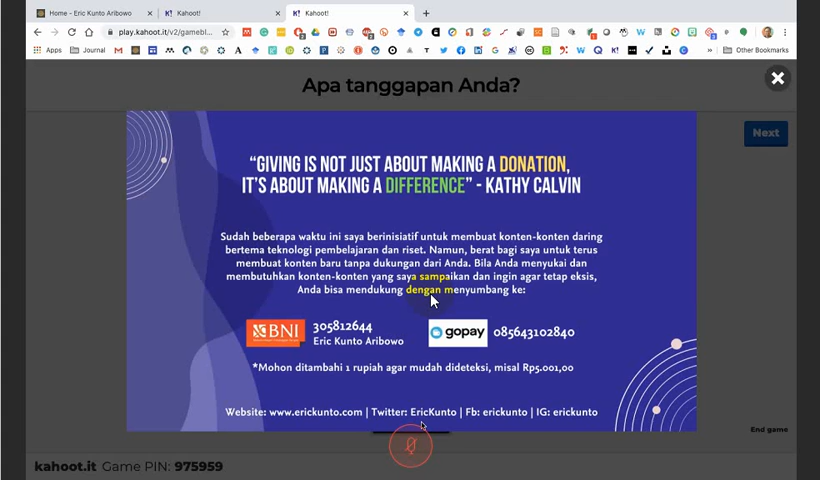 Home - Eric Kunto Aribowo
Kahoot!
Kahoot!
play.kahoot.it/v2/gamebl...
Apps
Journal
Other Bookmarks
Apa tanggapan Anda?
Next
“GIVING IS NOT JUST ABOUT MAKING A DONATION,
IT’S ABOUT MAKING A DIFFERENCE” - KATHY CALVIN
Sudah beberapa waktu ini saya berinisiatif untuk membuat konten-konten daring
bertema teknologi pembelajaran dan riset. Namun, berat bagi saya untuk terus
membuat konten baru tanpa dukungan dari Anda. Bila Anda menyukai dan
membutuhkan konten-konten yang saya sampaikan dan ingin agar tetap eksis,
Anda bisa mendukung dengan menyumbang ke:
BNI
305812644
Eric Kunto Aribowo
gopay
085643102840
*Mohon ditambahi 1 rupiah agar mudah dideteksi, misal Rp5.001,00
Website: www.erickunto.com | Twitter: EricKunto | Fb: erickunto | IG: erickunto
End game
kahoot.it Game PIN: 975959